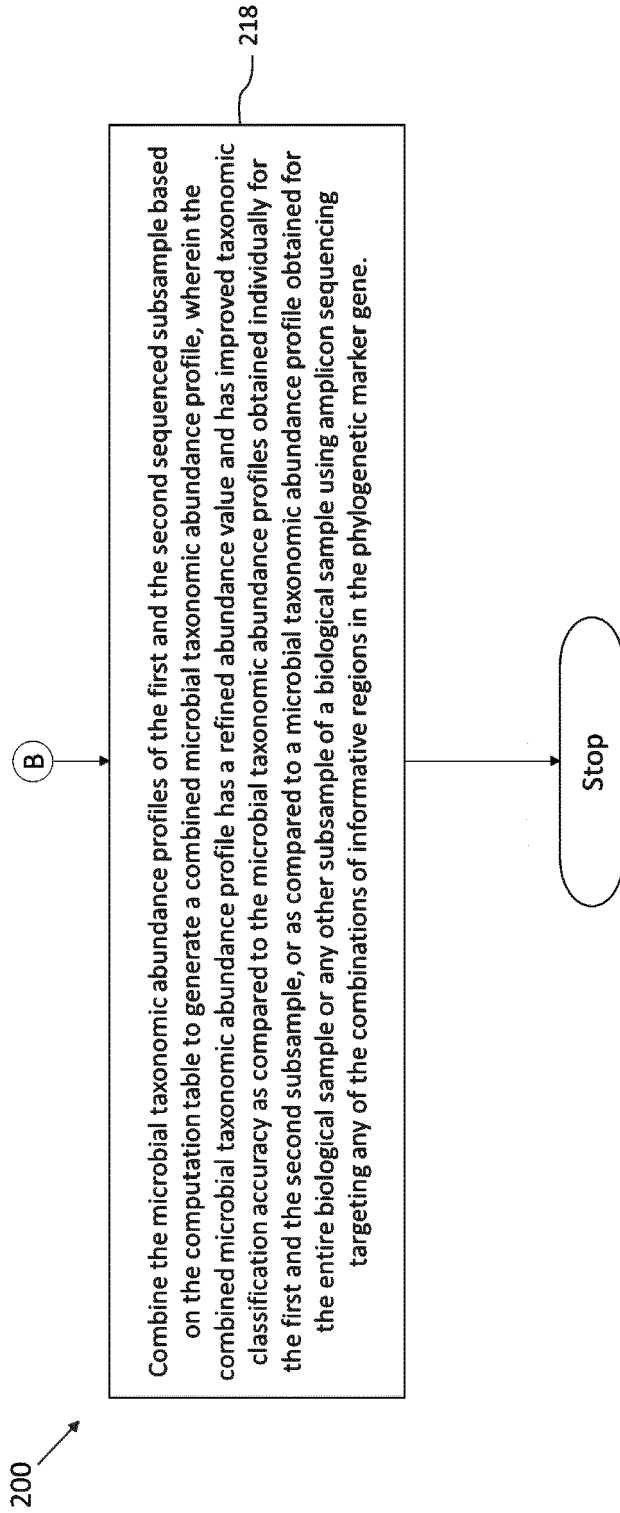 200
B
Combine the microbial taxonomic abundance profiles of the first and the second sequenced subsample based
on the computation table to generate a combined microbial taxonomic abundance profile, wherein the
combined microbial taxonomic abundance profile has a refined abundance value and has improved taxonomic
classification accuracy as compared to the microbial taxonomic abundance profiles obtained individually for
the first and the second subsample, or as compared to a microbial taxonomic abundance profile obtained for
the entire biological sample or any other subsample of a biological sample using amplicon sequencing
targeting any of the combinations of informative regions in the phylogenetic marker gene.
218
Stop